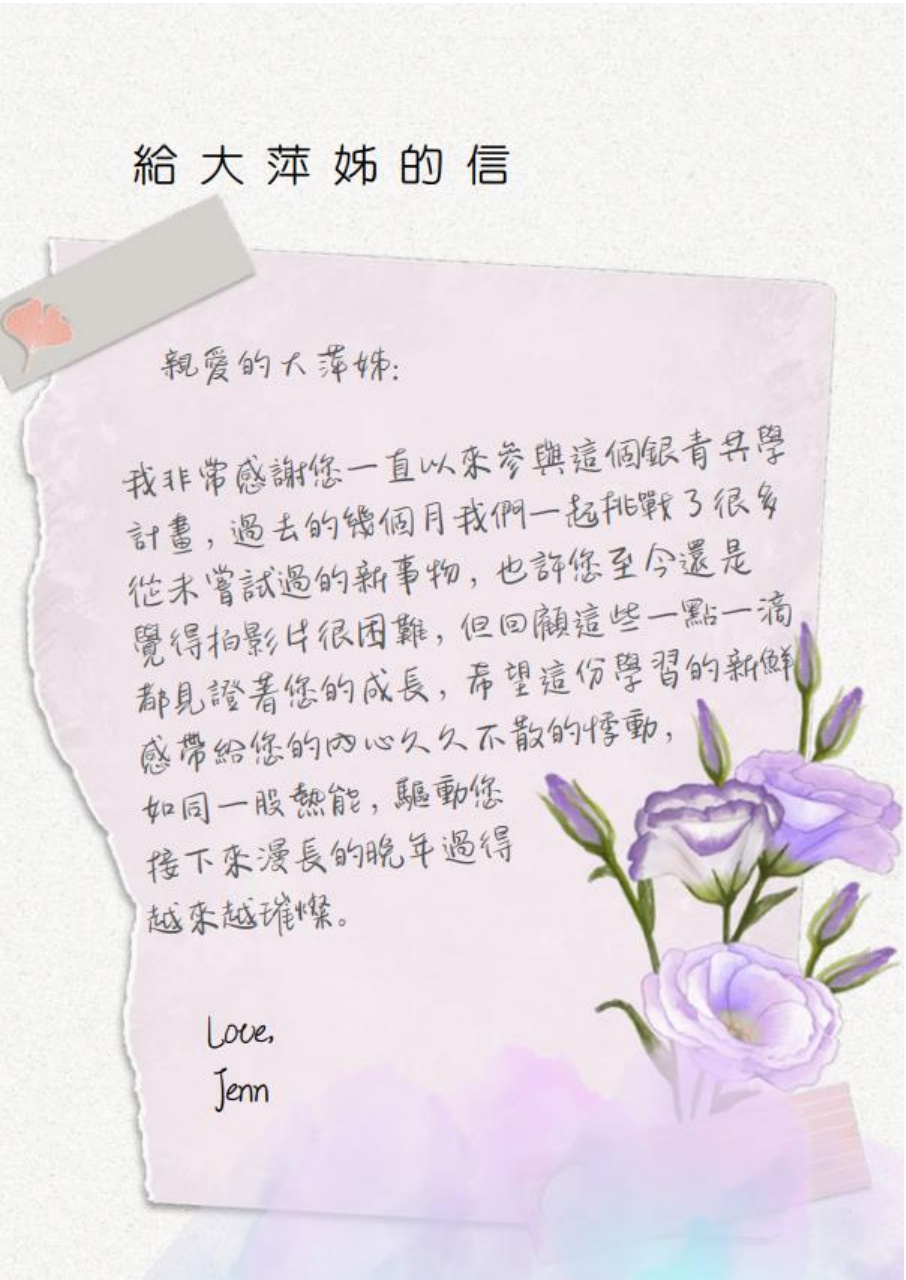 給大萍姊的信
親愛的大萍姊：
我非常感謝您一直以來參與這個銀青共學
計畫，過去的幾個月我們一起挑戰了很多
從未嘗試過的新事物，也許您至今還是
覺得拍影片很困難，但回顧這些一點一滴
都見證著您的成長，希望這份學習的新鮮
感帶給您的內心久久不散的悸動，
如同一股熱能，驅動您
接下來漫長的晚年過得
越來越璀燦。
Love,
Jenn